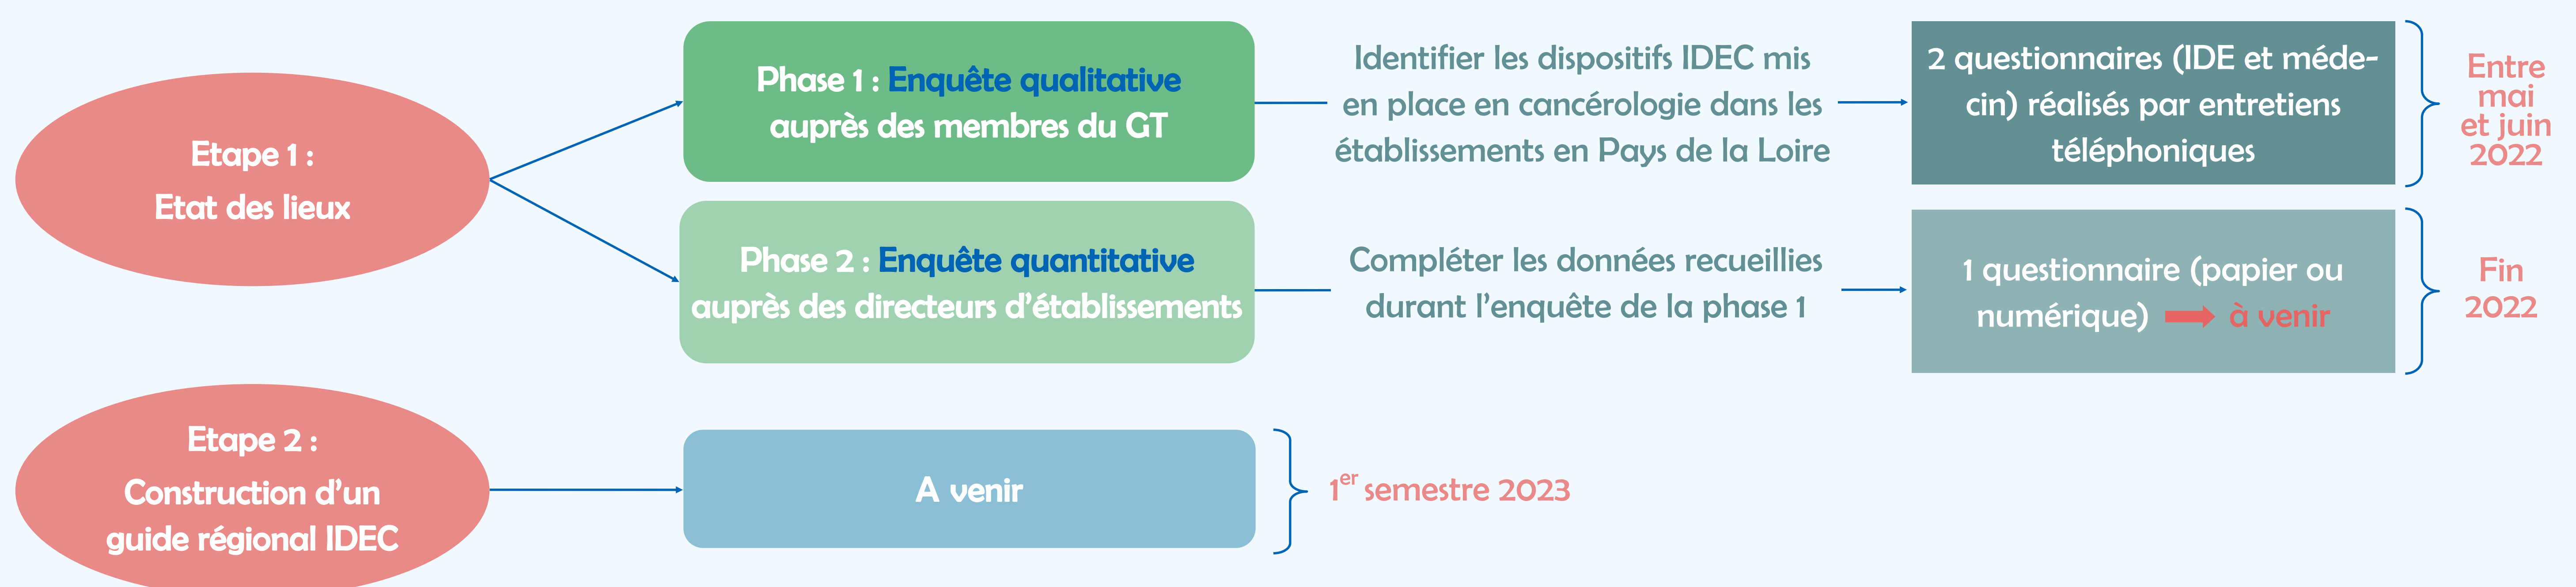 Etape 1 :
Etat des lieux
Phase 1 : Enquête qualitative
auprès des membres du GT
Identifier les dispositifs IDEC mis
en place en cancérologie dans les
établissements en Pays de la Loire
2 questionnaires (IDE et méde-
cin) réalisés par entretiens
téléphoniques
Entre
mai
et juin
2022
Phase 2 : Enquête quantitative
auprès des directeurs d'établissements
Compléter les données recueillies
durant l'enquête de la phase 1
1 questionnaire (papier ou
numérique) à venir
Fin
2022
Etape 2 :
Construction d'un
guide régional IDEC
A venir
1er semestre 2023